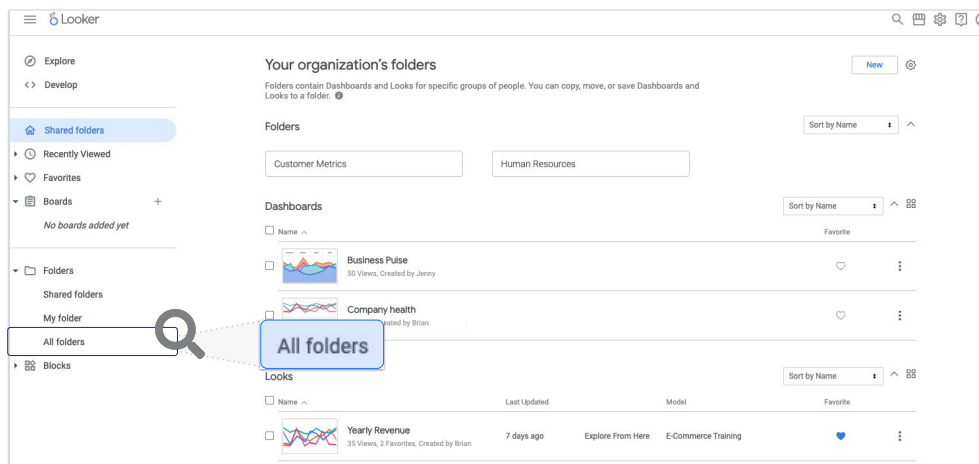 Looker
Explore
Develop
Shared folders
Recently Viewed
Favorites
Boards +
No boards added yet
Folders
Shared folders
My folder
All folders
Blocks
Your organization's folders
New
Folders contain Dashboards and Looks for specific groups of people. You can copy, move, or save Dashboards and
Looks to a folder.
Folders
Sort by Name
Customer Metrics
Human Resources
Dashboards
Sort by Name
Name
Favorite
Business Pulse
50 Views, Created by Jenny
Company health
by Brian
All folders
Looks
Sort by Name
Name
Last Updated
Model
Favorite
Yearly Revenue
35 Views, 2 Favorites, Created by Brian
7 days ago
Explore From Here
E-Commerce Training